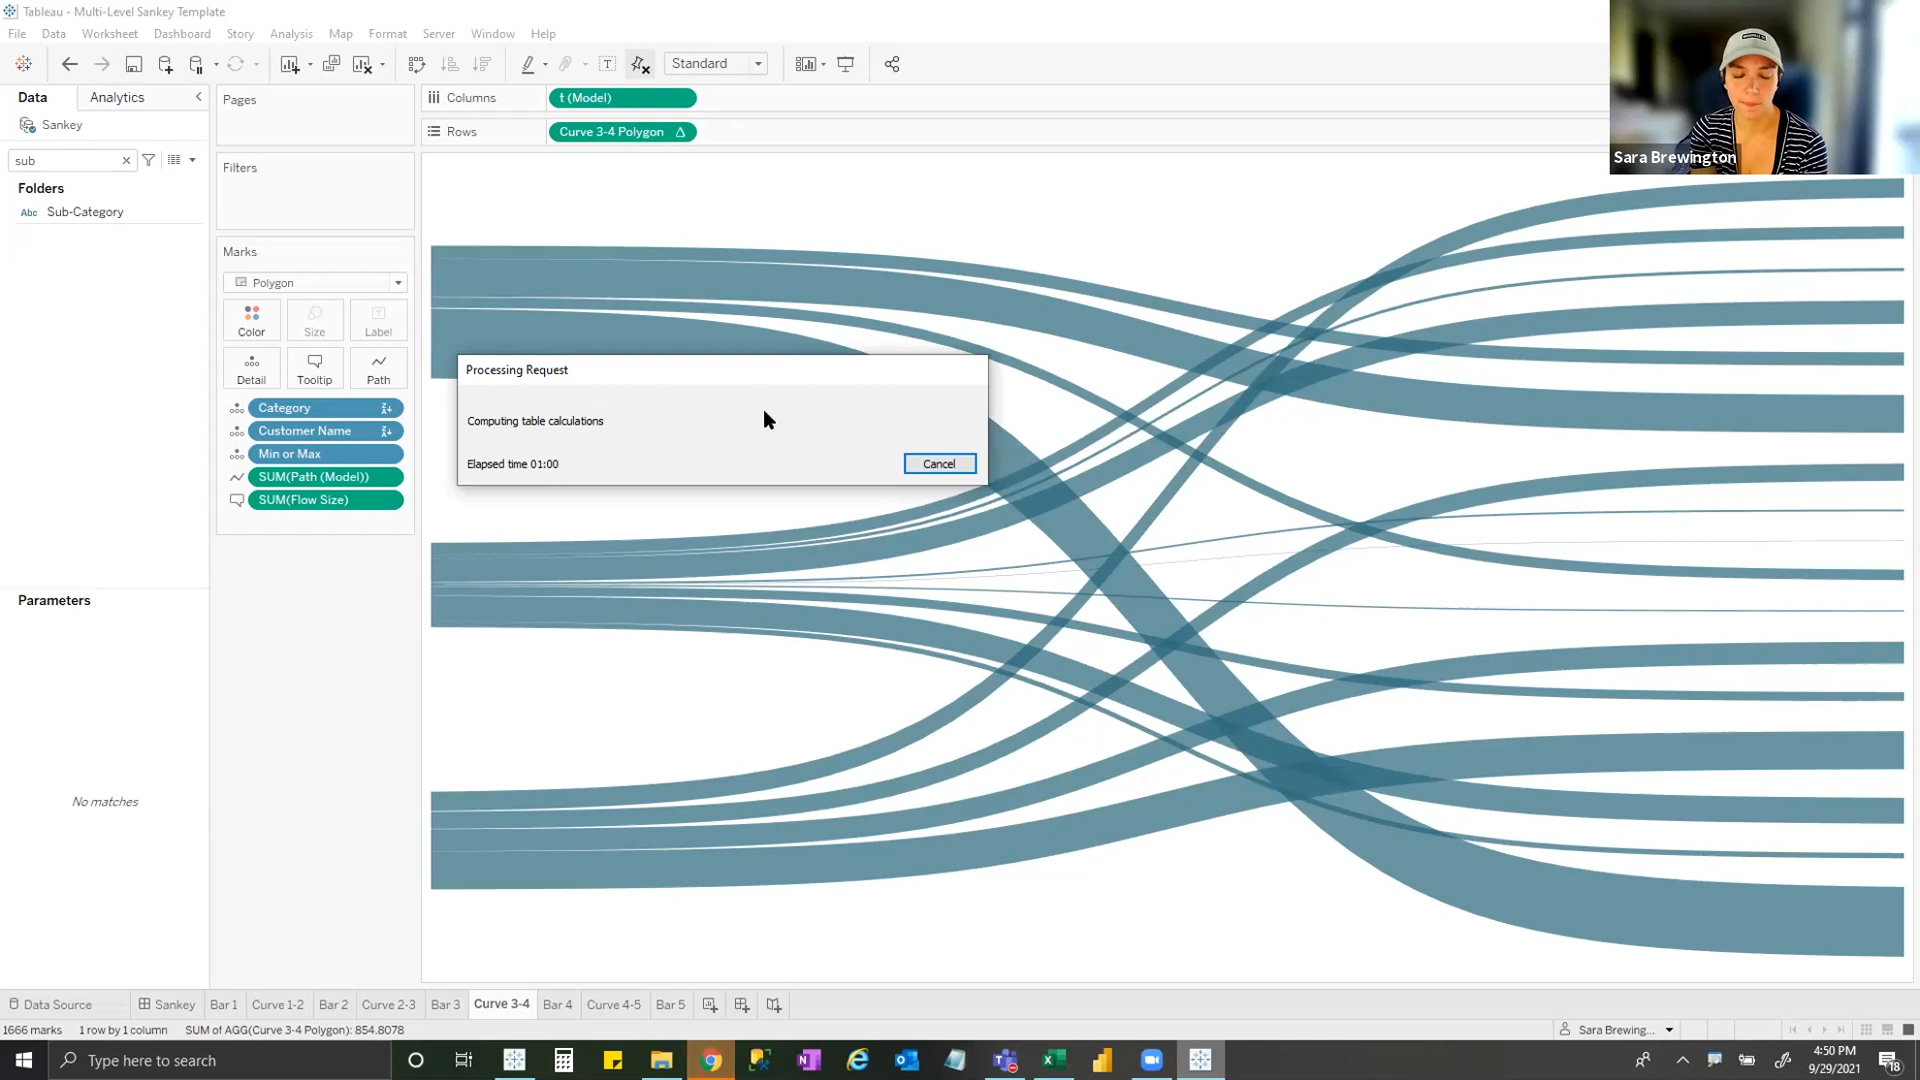 Tableau - Multi-Level Sankey Template
File Data Worksheet Dashboard Story Analysis Map Format Server Window Help
Standard
Data Analytics
Sankey
sub
Folders
Abc Sub-Category
Parameters
No matches
Pages
Filters
Marks
Polygon
Color Size Label
Detail Tooltip Path
Category
Customer Name
Min or Max
SUM(Path (Model))
SUM(Flow Size)
Columns t (Model)
Rows Curve 3-4 Polygon
Sara Brewington
Processing Request
Computing table calculations
Elapsed time 01:00 Cancel
Data Source Sankey Bar 1 Curve 1-2 Bar 2 Curve 2-3 Bar 3 Curve 3-4 Bar 4 Curve 4-5 Bar 5
1666 marks 1 row by 1 column SUM of AGG(Curve 3-4 Polygon): 854.8078 Sara Brewing...
Type here to search
4:50 PM
9/29/2021
18